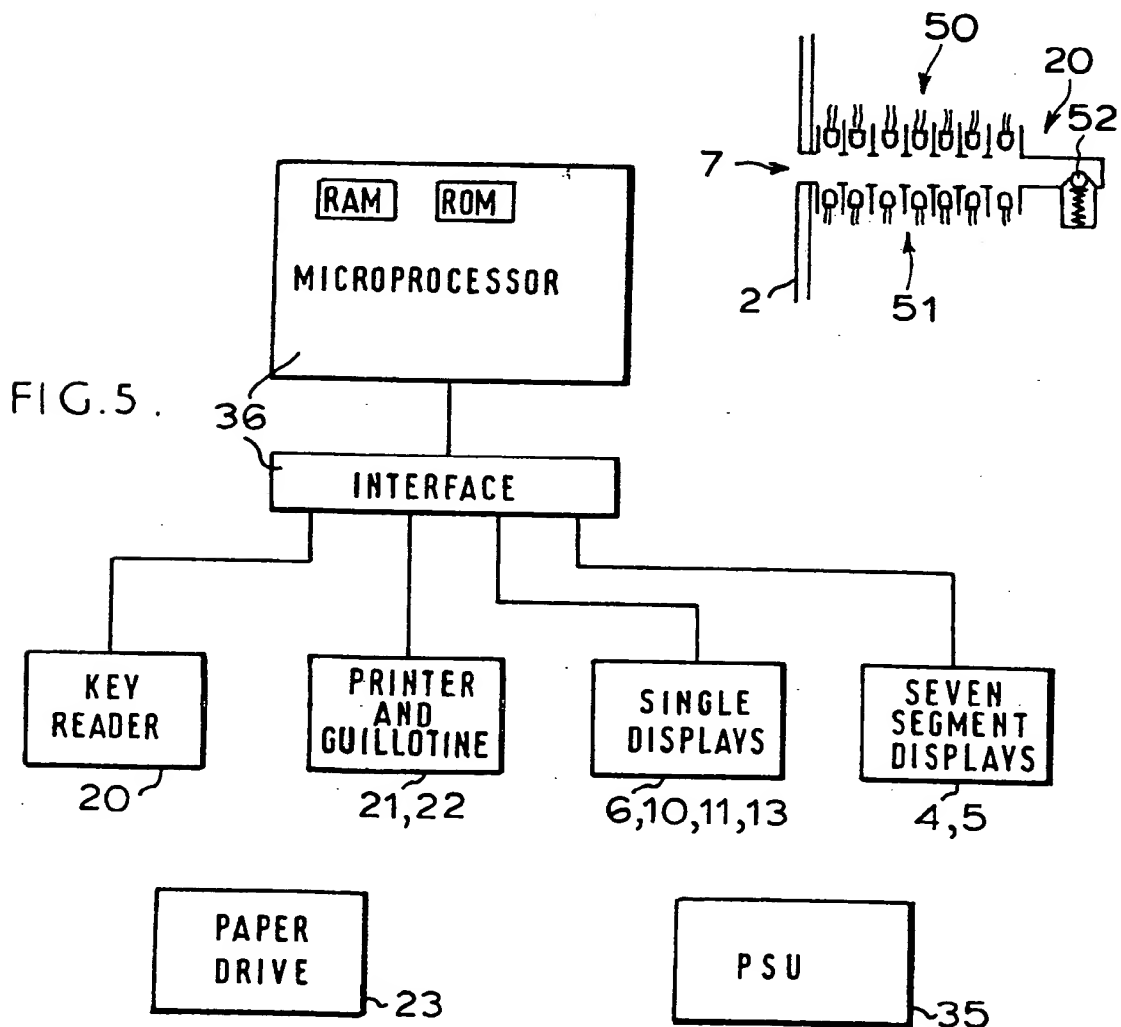 50
20
52
7
2
51
RAM
ROM
MICROPROCESSOR
FIG.5.
36
INTERFACE
KEY
READER
20
PRINTER
AND
GUILLOTINE
21,22
SINGLE
DISPLAYS
6,10,11,13
SEVEN
SEGMENT
DISPLAYS
4,5
PAPER
DRIVE
23
PSU
35